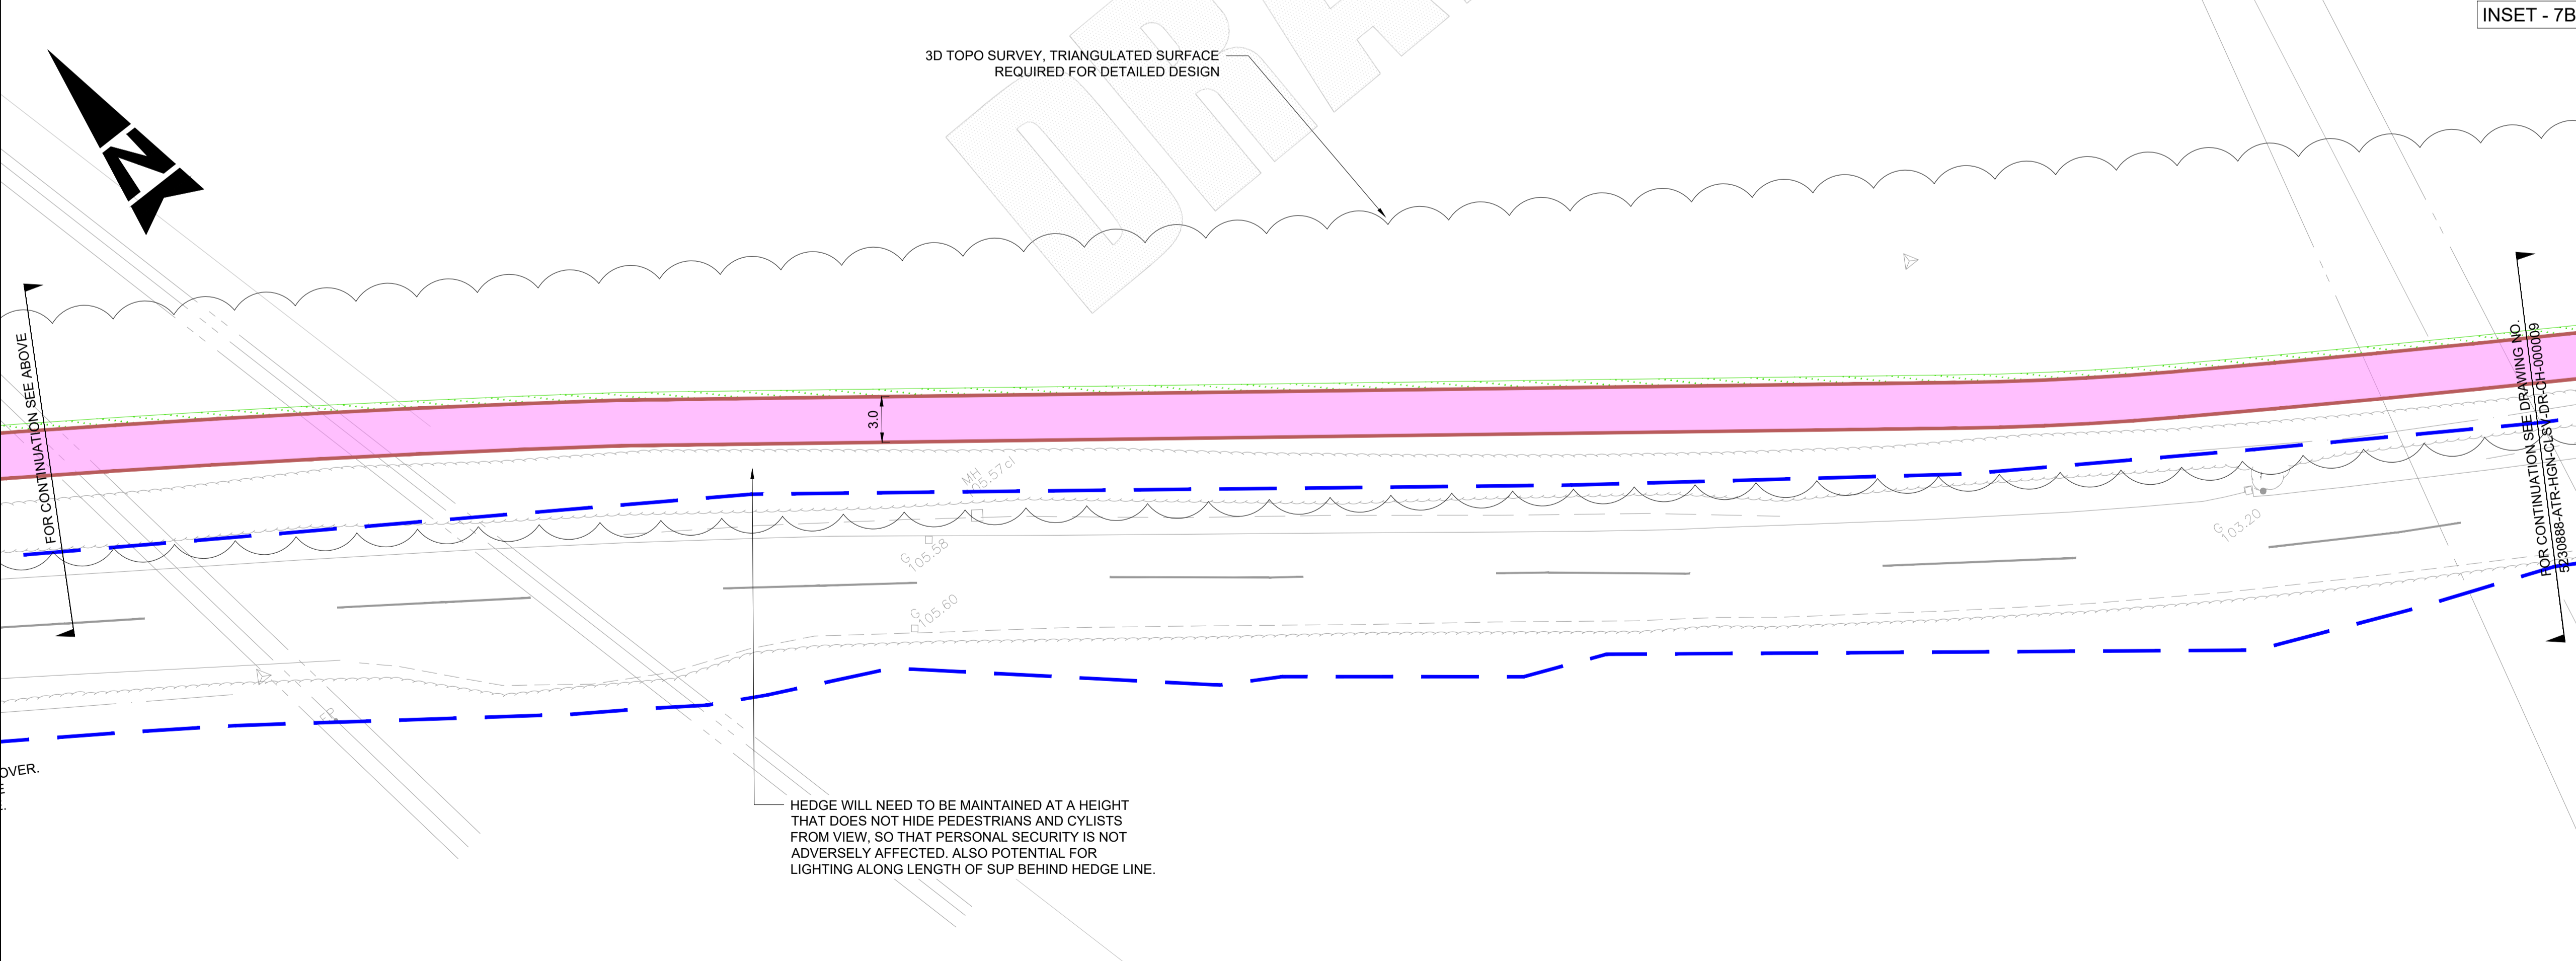 INSET - 7B
DRA
3D TOPO SURVEY, TRIANGULATED SURFACE
REQUIRED FOR DETAILED DESIGN
N
FOR CONTINUATION SEE ABOVE
3.0
MH
105.57cl
G
105.58
G
105.60
G
103.20
EP
FOR CONTINUATION SEE DRAWING NO.
5230888-ATR-HGN-CLSY-DR-CH-000009
OVER.
HEDGE WILL NEED TO BE MAINTAINED AT A HEIGHT
THAT DOES NOT HIDE PEDESTRIANS AND CYLISTS
FROM VIEW, SO THAT PERSONAL SECURITY IS NOT
ADVERSELY AFFECTED. ALSO POTENTIAL FOR
LIGHTING ALONG LENGTH OF SUP BEHIND HEDGE LINE.